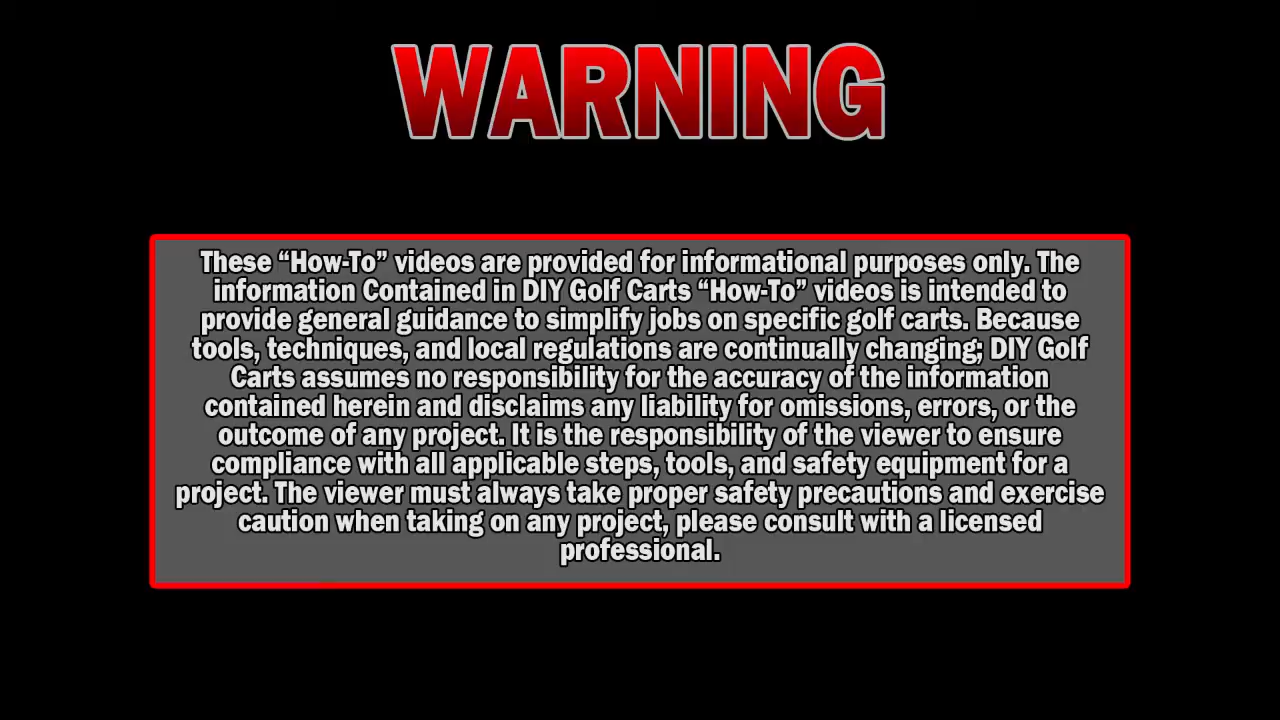 WARNING
These “How-To” videos are provided for informational purposes only. The
information Contained in DIY Golf Carts “How-To” videos is intended to
provide general guidance to simplify jobs on specific golf carts. Because
tools, techniques, and local regulations are continually changing; DIY Golf
Carts assumes no responsibility for the accuracy of the information
contained herein and disclaims any liability for omissions, errors, or the
outcome of any project. It is the responsibility of the viewer to ensure
compliance with all applicable steps, tools, and safety equipment for a
project. The viewer must always take proper safety precautions and exercise
caution when taking on any project, please consult with a licensed
professional.